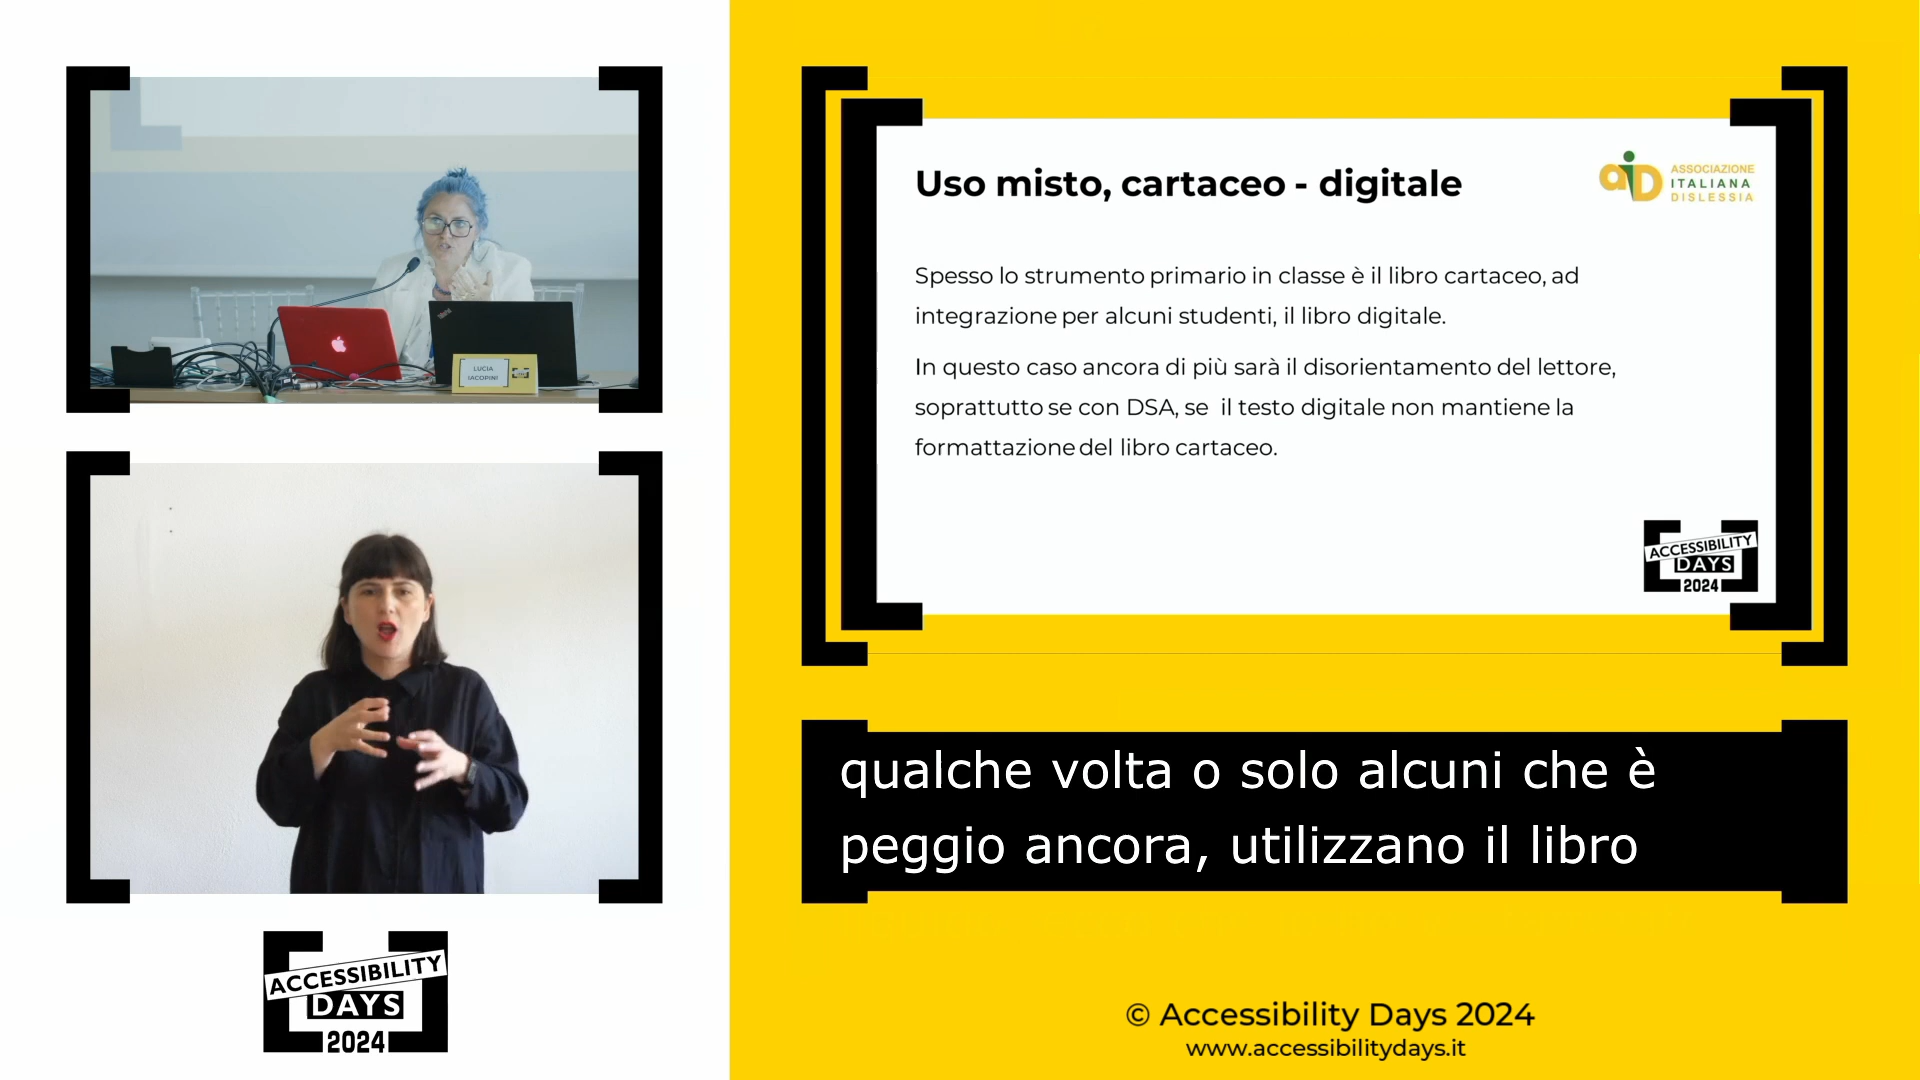 LUCIA
IACOPINI
ACCESSIBILITY
DAYS
2024
Uso misto, cartaceo - digitale
aiD
ASSOCIAZIONE
ITALIANA
DISLESSIA
Spesso lo strumento primario in classe è il libro cartaceo, ad
integrazione per alcuni studenti, il libro digitale.
In questo caso ancora di più sarà il disorientamento del lettore,
soprattutto se con DSA, se il testo digitale non mantiene la
formattazione del libro cartaceo.
ACCESSIBILITY
DAYS
2024
qualche volta o solo alcuni che è
peggio ancora, utilizzano il libro
© Accessibility Days 2024
www.accessibilitydays.it